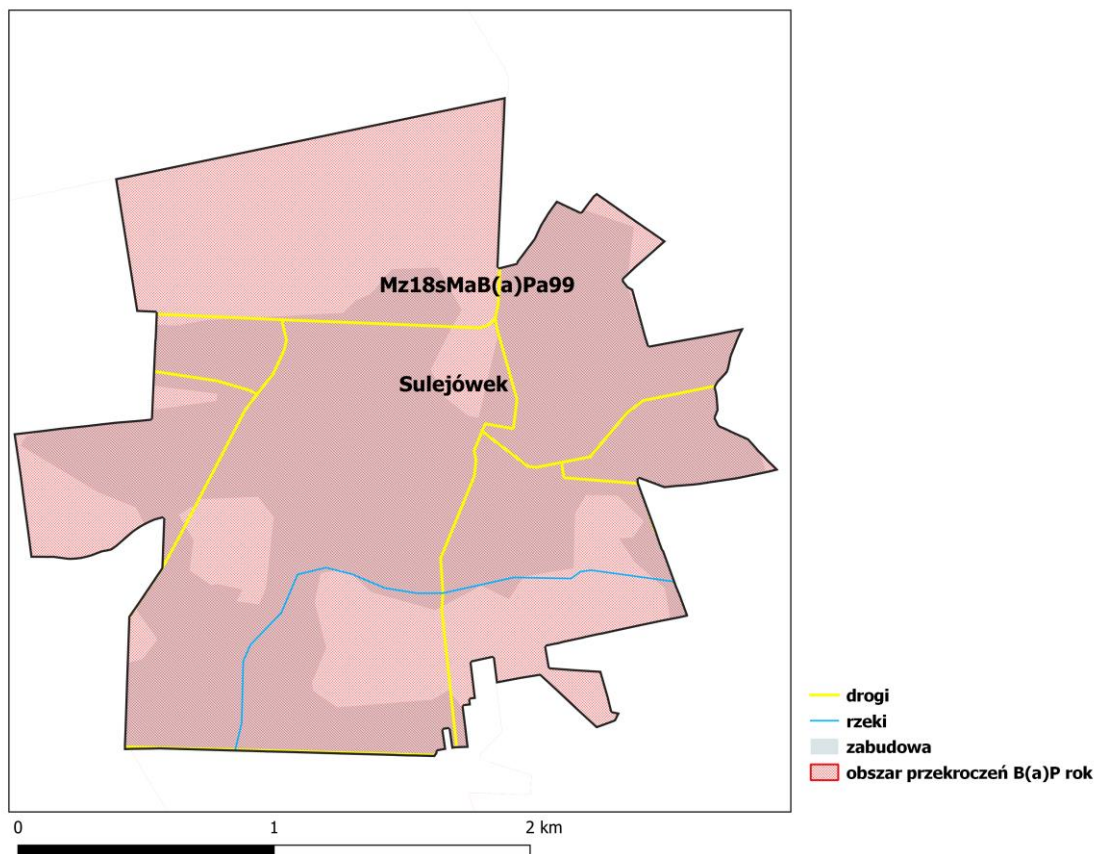 Mz18sMaB(a)Pa99
Sulejówek
drogi
rzeki
zabudowa
obszar przekroczeń B(a)P rok
0 1 2 km